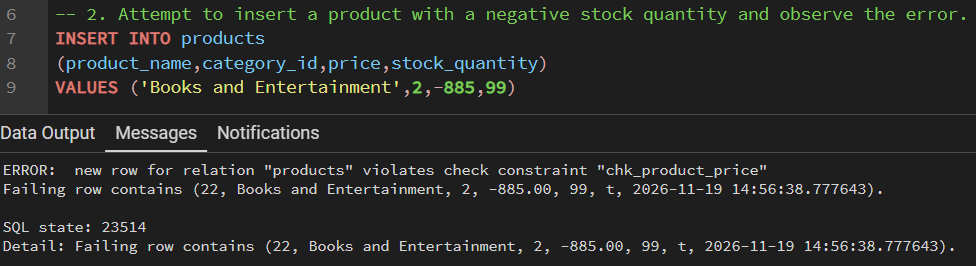 6 -- 2. Attempt to insert a product with a negative stock quantity and observe the error.
7 INSERT INTO products
8 (product_name,category_id,price,stock_quantity)
9 VALUES ('Books and Entertainment',2,-885,99)
Data Output Messages Notifications
ERROR:  new row for relation "products" violates check constraint "chk_product_price"
Failing row contains (22, Books and Entertainment, 2, -885.00, 99, t, 2026-11-19 14:56:38.777643).
SQL state: 23514
Detail: Failing row contains (22, Books and Entertainment, 2, -885.00, 99, t, 2026-11-19 14:56:38.777643).